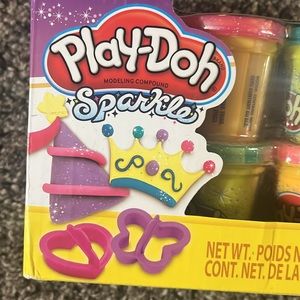 Play-Doh
MODELING COMPOUND
Sparkle
NET WT. · POIDS N
CONT. NET. DE LA